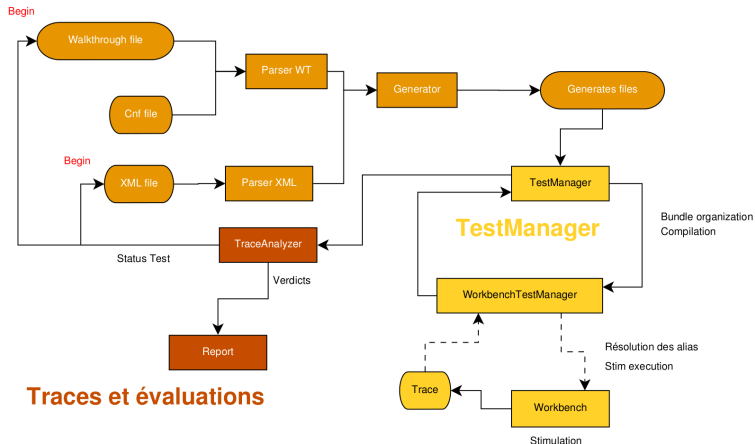 Begin
Walkthrough file
Parser WT
Generator
Generates files
Cnf file
Begin
XML file
Parser XML
TestManager
TestManager
Bundle organization
Compilation
TraceAnalyzer
Status Test
Verdicts
WorkbenchTestManager
Report
Résolution des alias
Stim execution
Traces et évaluations
Trace
Workbench
Stimulation